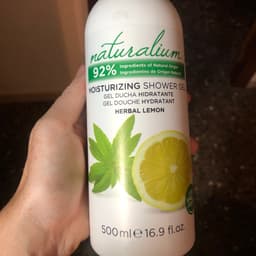 naturalium
92% Ingredients of Natural Origin
Ingredientes de Origen Natural
MOISTURIZING SHOWER GEL
GEL DUCHA HIDRATANTE
GEL DOUCHE HYDRATANT
HERBAL LEMON
500ml e 16.9 fl.oz.